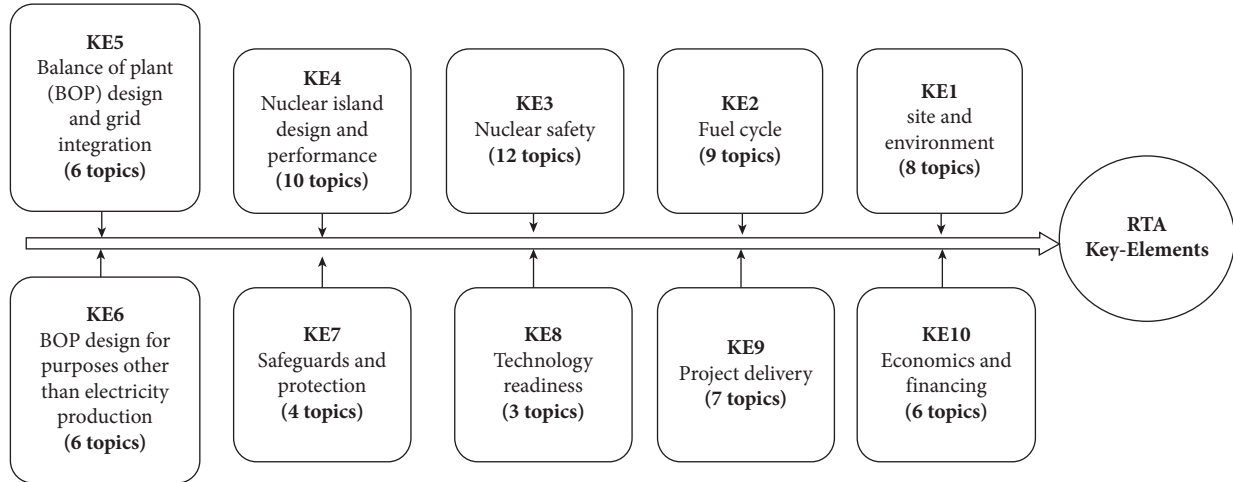 KE5
Balance of plant
(BOP) design
and grid
integration
(6 topics)
KE4
Nuclear island
design and
performance
(10 topics)
KE3
Nuclear safety
(12 topics)
KE2
Fuel cycle
(9 topics)
KE1
site and
environment
(8 topics)
RTA
Key-Elements
KE6
BOP design for
purposes other
than electricity
production
(6 topics)
KE7
Safeguards and
protection
(4 topics)
KE8
Technology
readiness
(3 topics)
KE9
Project delivery
(7 topics)
KE10
Economics and
financing
(6 topics)